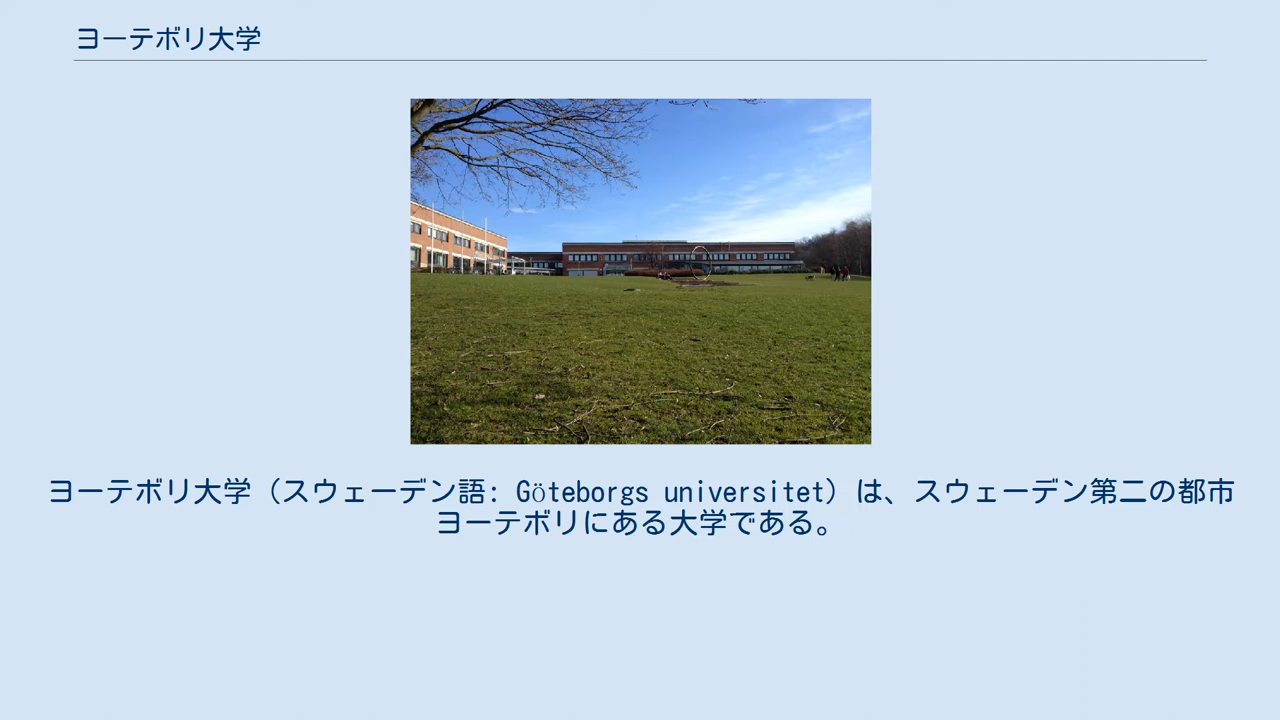 ヨーテボリ大学
ヨーテボリ大学（スウェーデン語: Göteborgs universitet）は、スウェーデン第二の都市
ヨーテボリにある大学である。